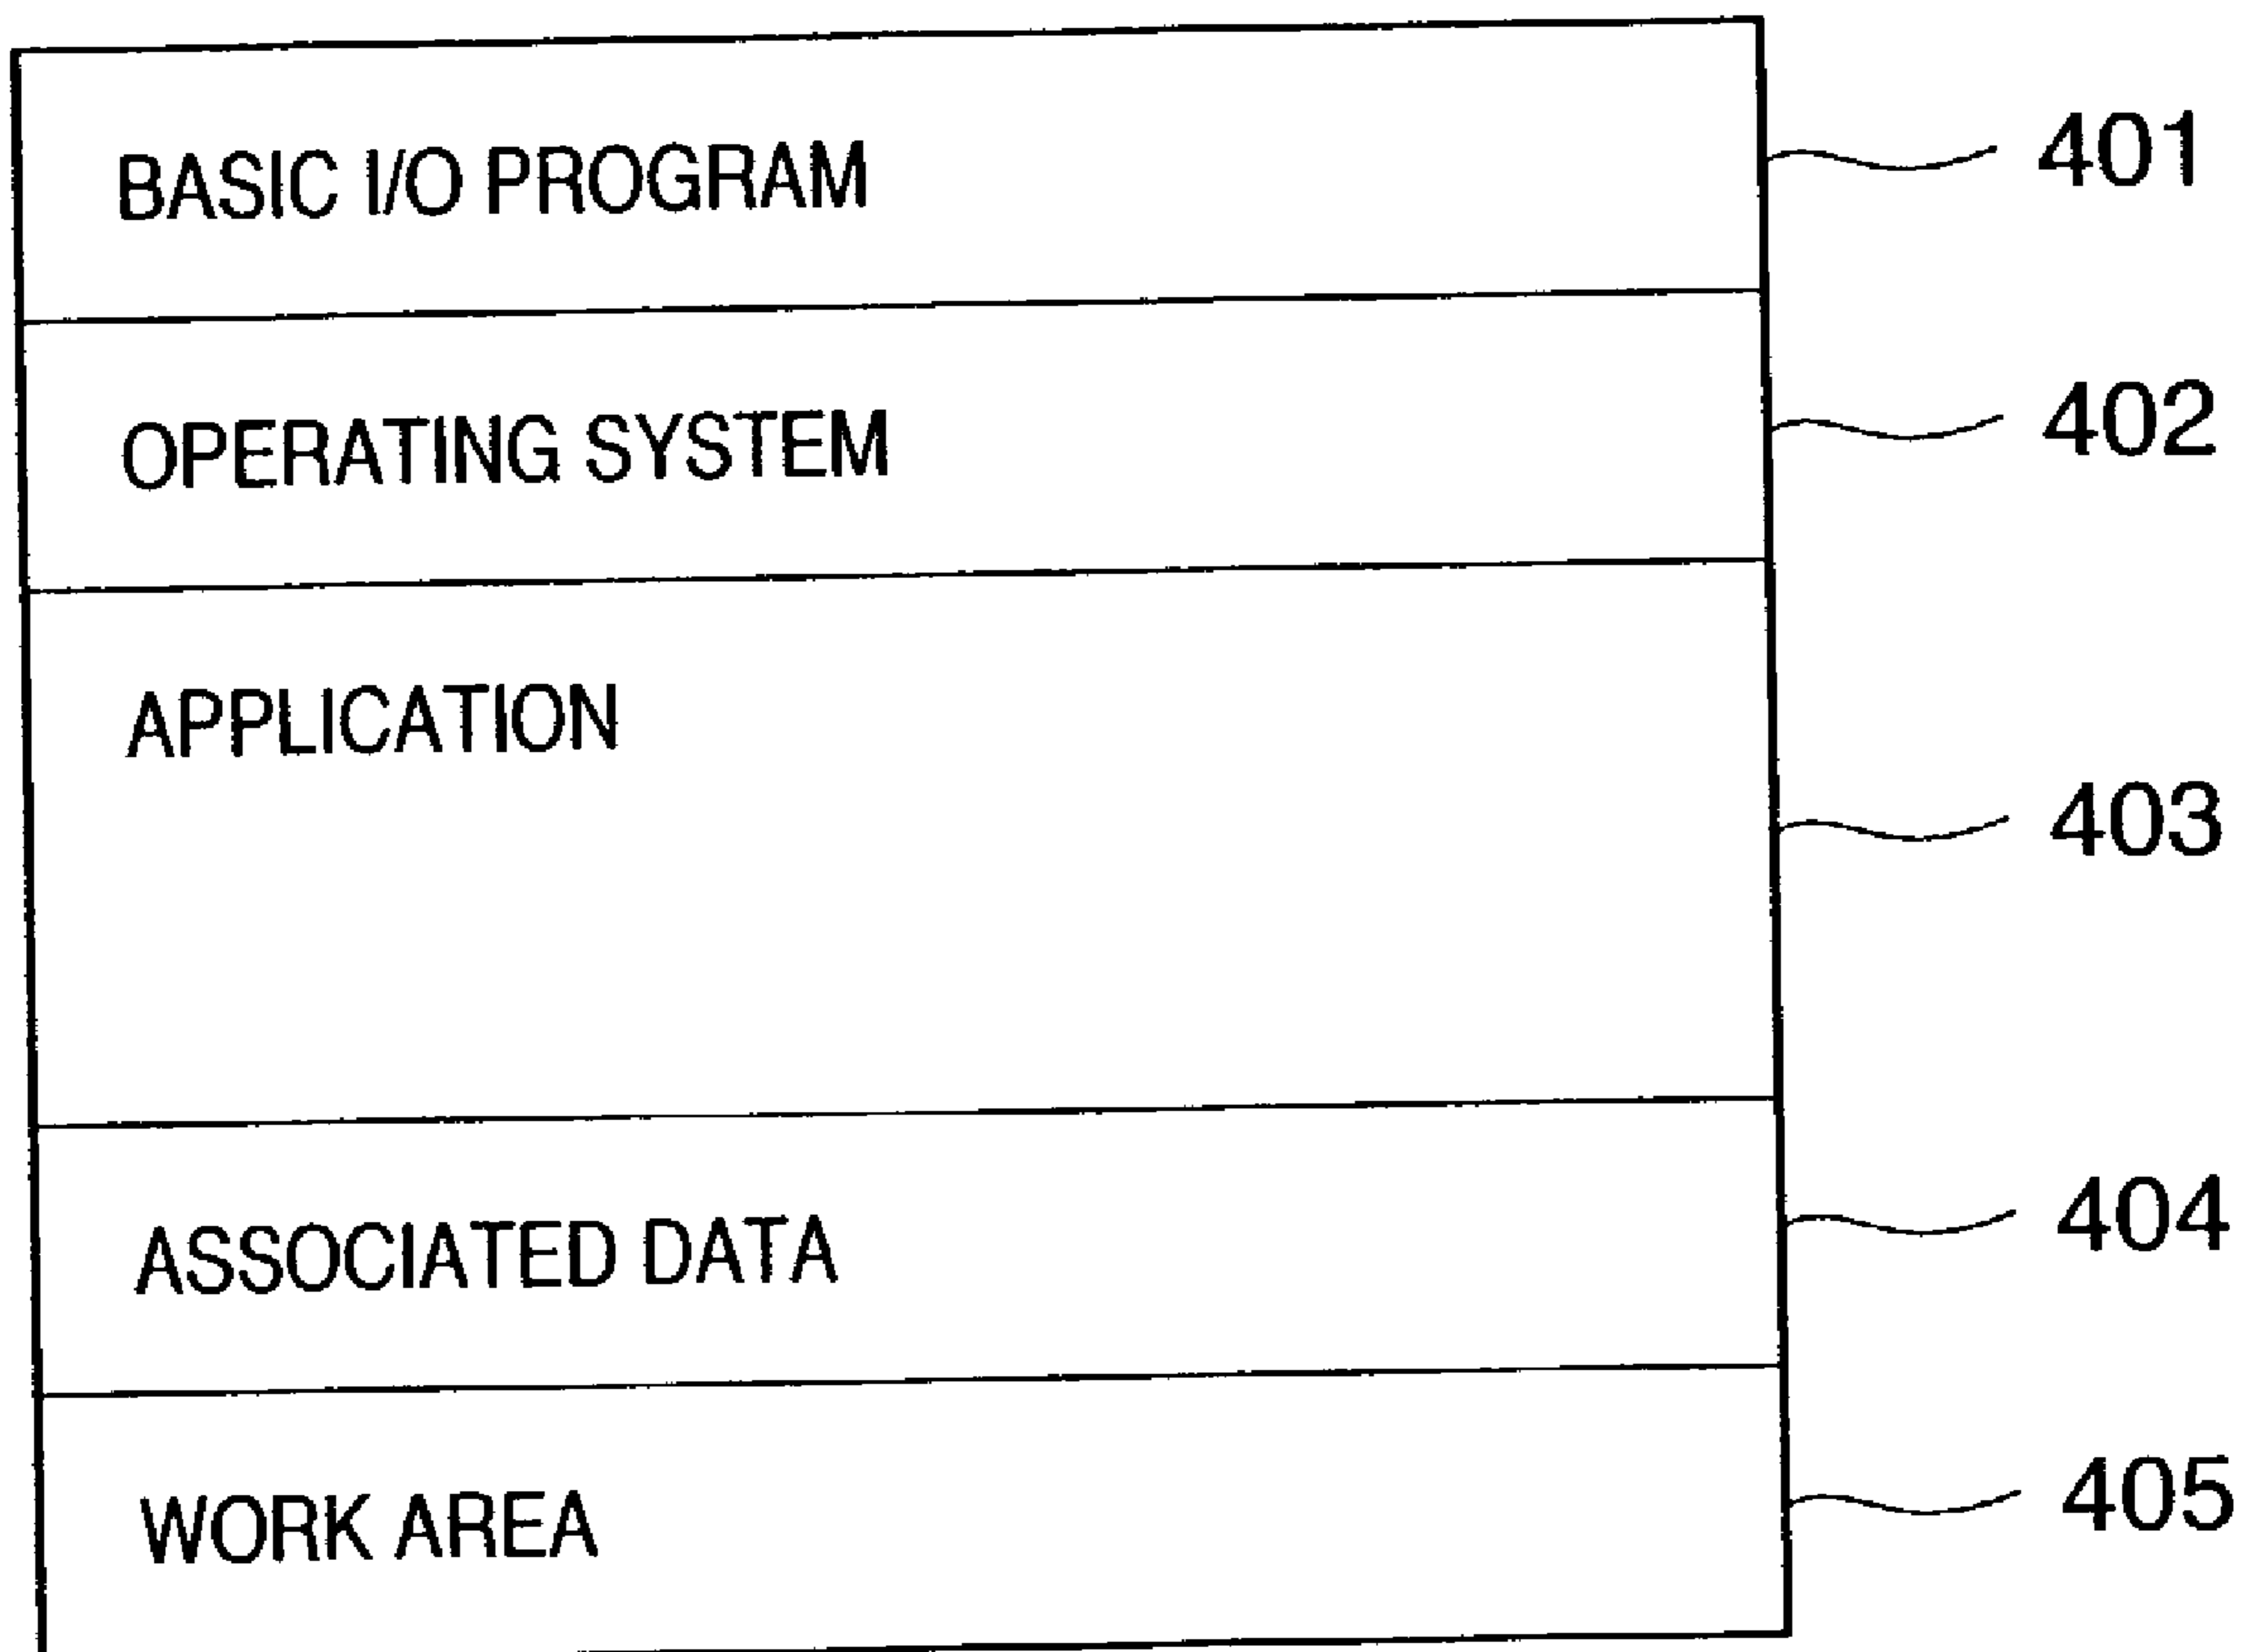 BASIC I/O PROGRAM 401
OPERATING SYSTEM 402
APPLICATION
403
ASSOCIATED DATA 404
WORK AREA 405